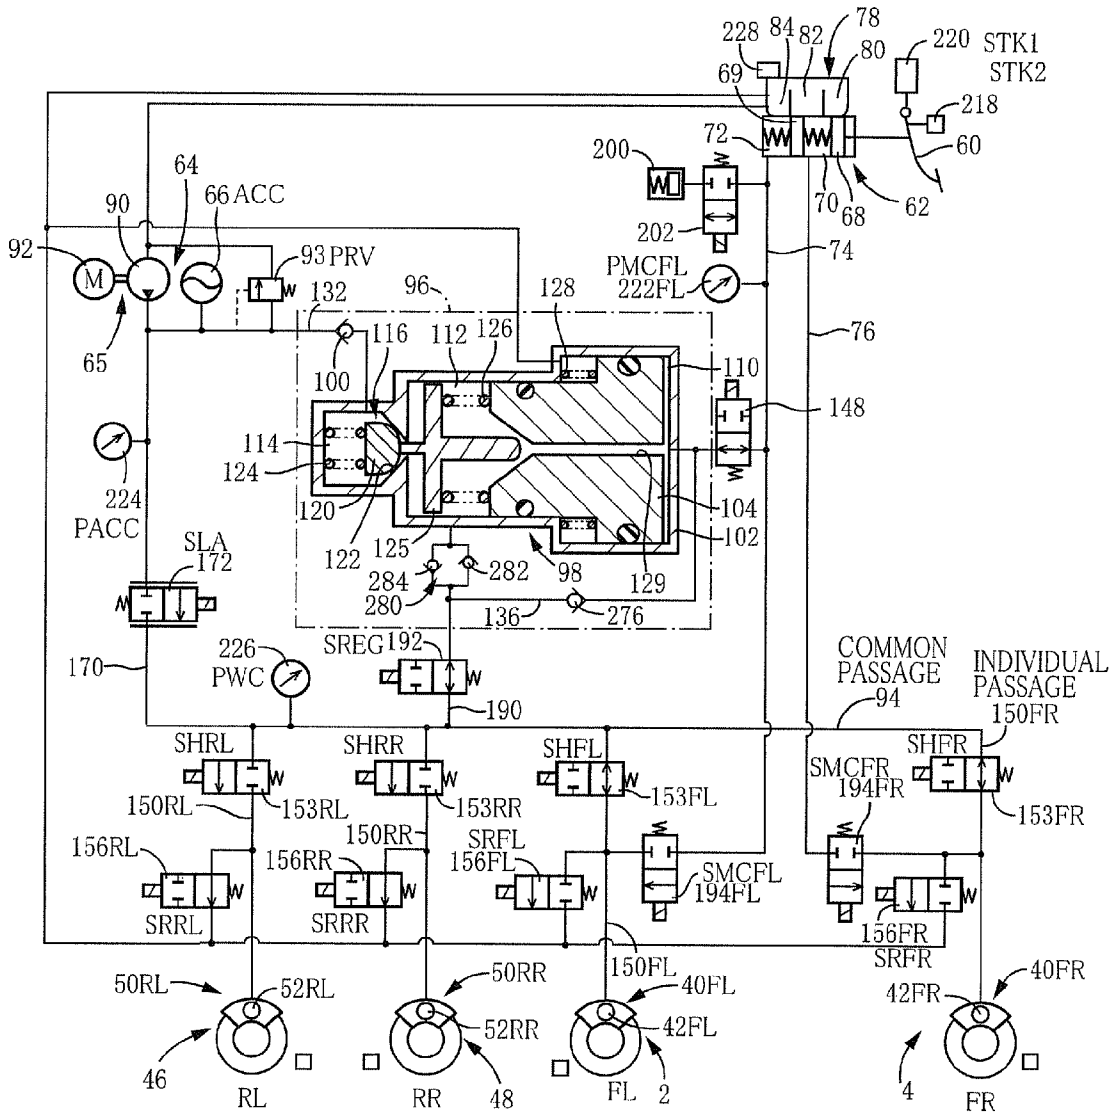 84
82
78
80
228
220
STK1
STK2
69
218
72
60
200
70
68
62
202
74
64
66 ACC
90
92
M
93 PRV
PMCFL
222FL
65
132
96
116
112
126
128
110
76
100
148
114
124
120
122
125
104
102
129
98
224
PACC
284
282
280
136
276
SLA
172
170
226
PWC
SREG
192
190
COMMON
PASSAGE
94
INDIVIDUAL
PASSAGE
150FR
SHRL
153RL
150RL
SHRR
153RR
150RR
SHFL
153FL
SMCFR
194FR
SHFR
153FR
156RL
SRRL
156RR
SRRR
SRFL
156FL
SMCFL
194FL
156FR
SRFR
150FL
50RL
52RL
50RR
52RR
40FL
42FL
42FR
40FR
46
RL
RR
48
FL
2
4
FR